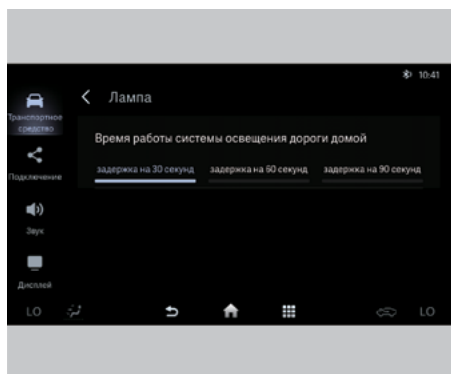 10:41
Лампа
Транспортное
средство
Время работы системы освещения дороги домой
задержка на 30 секунд задержка на 60 секунд задержка на 90 секунд
Подключение
Звук
Дисплей
LO LO